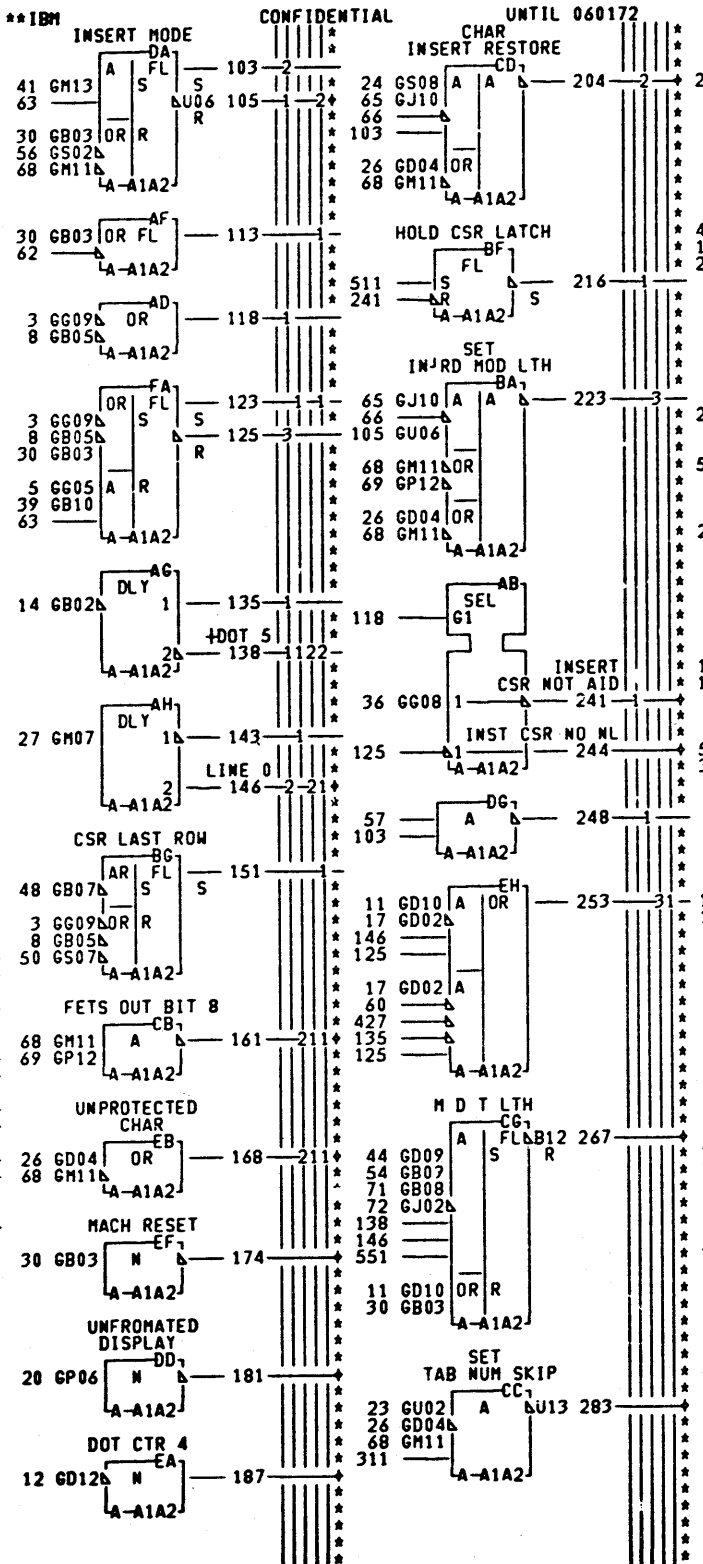 **IBM CONFIDENTIAL UNTIL 060172
INSERT MODE
DA
A FL 103 2
41 GM13 S S
63 U06 105 1 2
R
30 GB03 OR R
56 GS02
68 GM11
A-A1A2
AF
30 GB03 OR FL 113 1
62
A-A1A2
AD
3 GG09 OR 118 1
8 GB05
A-A1A2
FA
OR FL 123 1 1
3 GG09 S S
8 GB05 125 3
30 GB03 R
5 GG05 A R
39 GB10
63
A-A1A2
AG
DLY
14 GB02 1 135 1
+DOT 5
2 138 1122
A-A1A2
AH
DLY
27 GM07 1 143 1
LINE 0
2 146 2 21
A-A1A2
CSR LAST ROW
BG
AR FL 151 1
48 GB07 S S
3 GG09 OR R
8 GB05
50 GS07
A-A1A2
FETS OUT BIT 8
CB
68 GM11 A 161 211
69 GP12
A-A1A2
UNPROTECTED
CHAR
EB
26 GD04 OR 168 211
68 GM11
A-A1A2
MACH RESET
EF
30 GB03 N 174
A-A1A2
UNFROMATED
DISPLAY
DD
20 GP06 N 181
A-A1A2
DOT CTR 4
EA
12 GD12 N 187
A-A1A2
CHAR
INSERT RESTORE
CD
24 GS08 A A 204 2 2
65 GJ10
66
103
26 GD04 OR
68 GM11
A-A1A2
HOLD CSR LATCH
BF
FL
511 S 216 1
241 R S
A-A1A2
SET
IN'RD MOD LTH
BA
65 GJ10 A A 223 3
66
105 GU06
68 GM11 OR
69 GP12
26 GD04 OR
68 GM11
A-A1A2
AB
SEL
118 G1
INSERT
CSR NOT AID
36 GG08 1 241 1
INST CSR NO NL
125 1 244
A-A1A2
DG
57 A 248 1
103
A-A1A2
EH
11 GD10 A OR 253 31
17 GD02
146
125
17 GD02 A
60
427
135
125
A-A1A2
M D T LTH
CG
A FL B12 267
44 GD09 S R
54 GB07
71 GB08
72 GJ02
138
146
551
11 GD10 OR R
30 GB03
A-A1A2
SET
TAB NUM SKIP
CC
23 GU02 A U13 283
26 GD04
68 GM11
311
A-A1A2